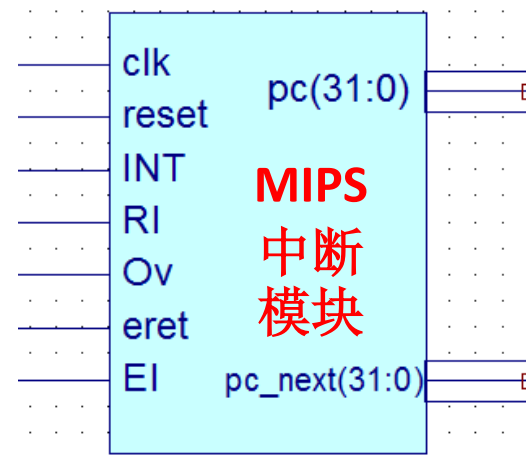 clk
pc(31:0)
reset
INT
MIPS
RI
中断
Ov
模块
eret
EI
pc_next(31:0)